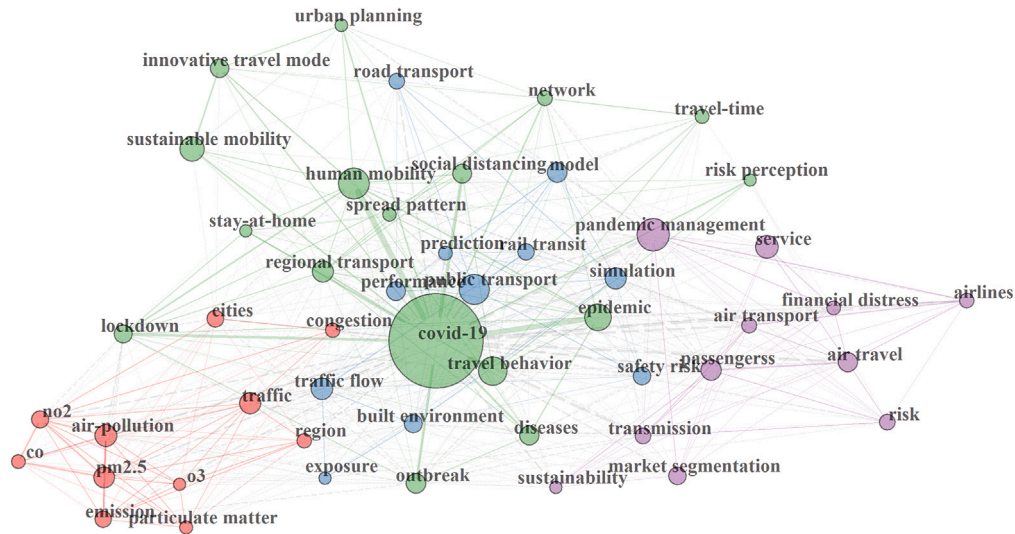 urban planning
innovative travel mode
road transport
network
travel-time
sustainable mobility
social distancing
model
human mobility
risk perception
spread pattern
stay-at-home
pandemic management
service
prediction
rail transit
regional transport
performance
public transport
simulation
airlines
financial distress
epidemic
cities
congestion
air transport
lockdown
covid-19
travel behavior
safety risk
passengerss
air travel
traffic flow
traffic
no2
built environment
air-pollution
region
diseases
transmission
risk
co
pm2.5
o3
exposure
outbreak
sustainability
market segmentation
emission
particulate matter